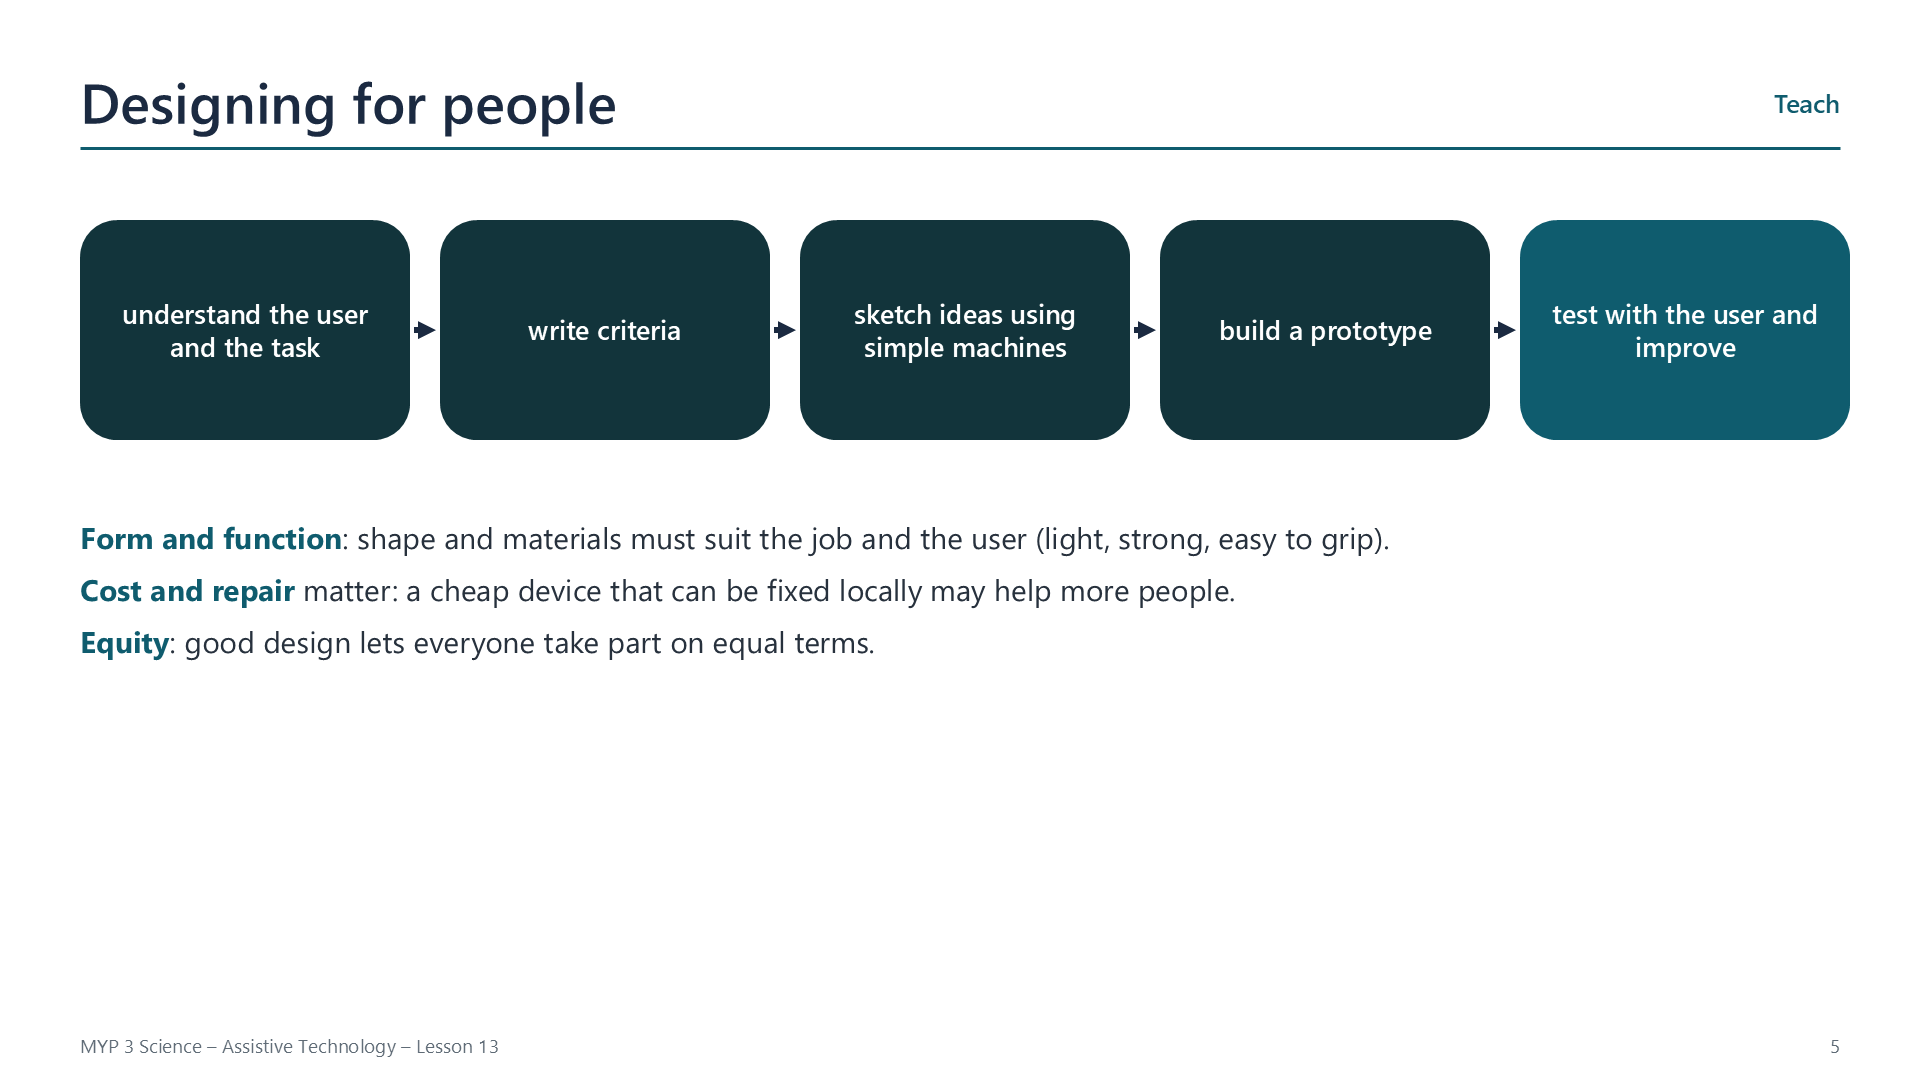 Designing for people
Teach
understand the user
and the task
write criteria
sketch ideas using
simple machines
build a prototype
test with the user and
improve
Form and function: shape and materials must suit the job and the user (light, strong, easy to grip).
Cost and repair matter: a cheap device that can be fixed locally may help more people.
Equity: good design lets everyone take part on equal terms.
MYP 3 Science – Assistive Technology – Lesson 13
5